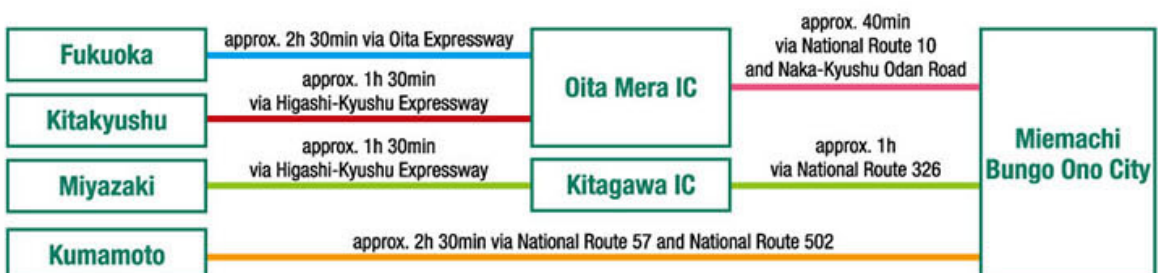 Fukuoka
approx. 2h 30min via Oita Expressway
Kitakyushu
approx. 1h 30min
via Higashi-Kyushu Expressway
Oita Mera IC
approx. 40min
via National Route 10
and Naka-Kyushu Odan Road
Miyazaki
approx. 1h 30min
via Higashi-Kyushu Expressway
Kitagawa IC
approx. 1h
via National Route 326
Miemachi
Bungo Ono City
Kumamoto
approx. 2h 30min via National Route 57 and National Route 502